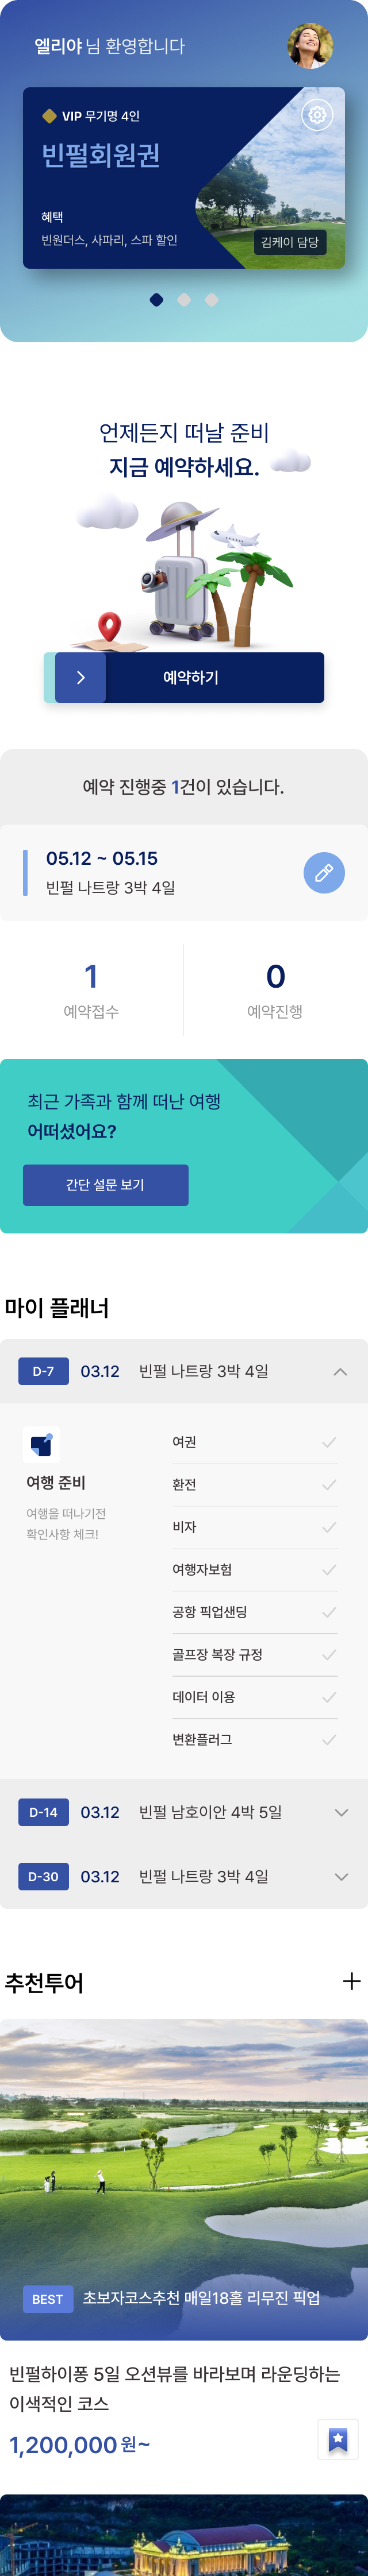 엘리야 님 환영합니다
VIP 무기명 4인
빈펄회원권
혜택
빈원더스, 사파리, 스파 할인
김케이 담당
언제든지 떠날 준비
지금 예약하세요.
예약하기
예약 진행중 1건이 있습니다.
05.12 ~ 05.15
빈펄 나트랑 3박 4일
1
예약접수
0
예약진행
최근 가족과 함께 떠난 여행
어떠셨어요?
간단 설문 보기
마이 플래너
D-7 03.12 빈펄 나트랑 3박 4일
여행 준비
여행을 떠나기전
확인사항 체크!
여권
환전
비자
여행자보험
공항 픽업샌딩
골프장 복장 규정
데이터 이용
변환플러그
D-14 03.12 빈펄 남호이안 4박 5일
D-30 03.12 빈펄 나트랑 3박 4일
추천투어
BEST 초보자코스추천 매일18홀 리무진 픽업
빈펄하이퐁 5일 오션뷰를 바라보며 라운딩하는
이색적인 코스
1,200,000원~